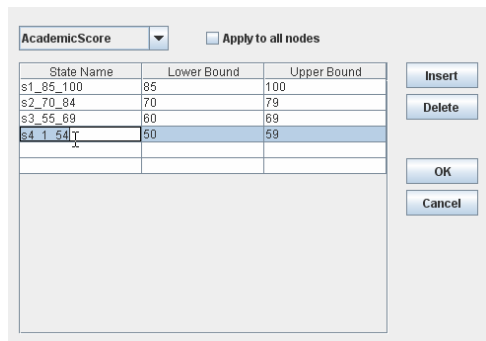 AcademicScore Apply to all nodes
State Name Lower Bound Upper Bound
s1_85_100 85 100
s2_70_84 70 79
s3_55_69 60 69
s4_1_54 50 59
Insert
Delete
OK
Cancel